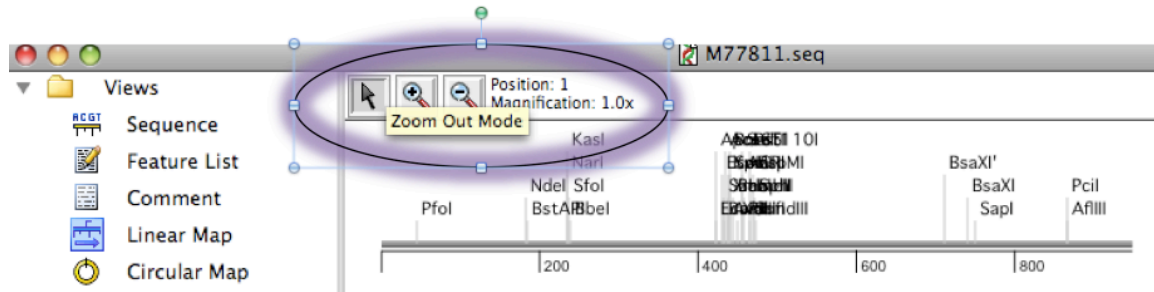 M77811.seq
Views
Position: 1
Magnification: 1.0x
Zoom Out Mode
ACGT
Sequence
Feature List
Comment
Linear Map
Circular Map
KasI
NarI
BsaXI'
NdeI SfoI
BsaXI PciI
PfoI
SapI AflIII
200 400 600 800